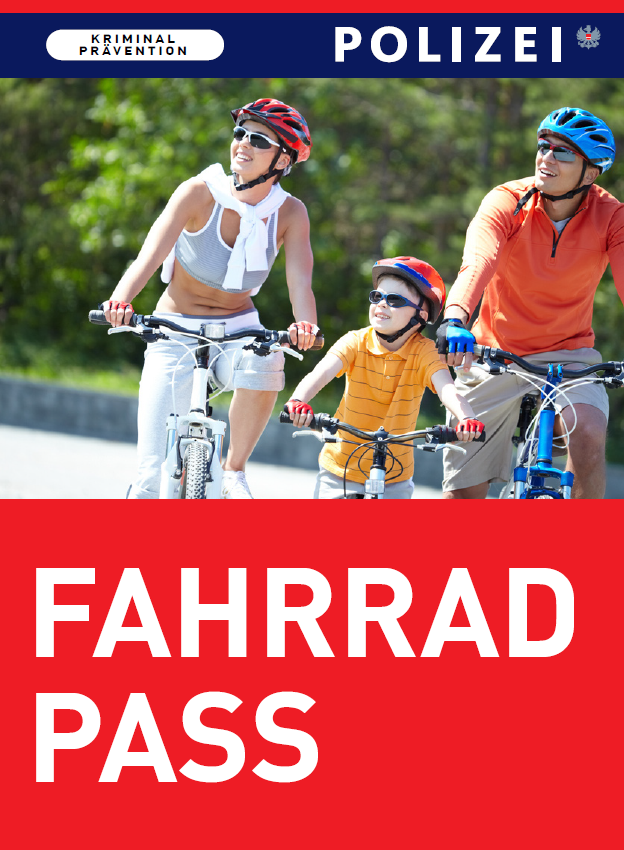 KRIMINAL
PRÄVENTION
POLIZEI
FAHRRAD
PASS